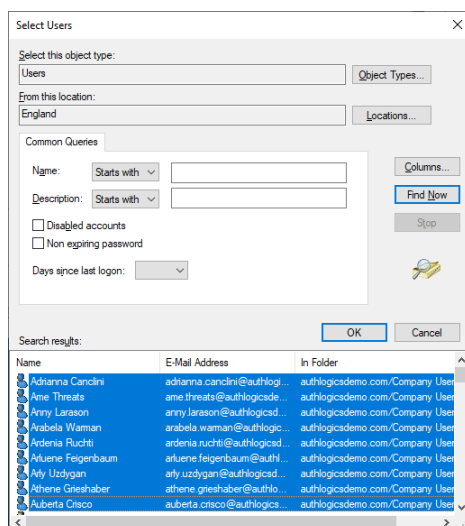 Select Users
Select this object type:
Users
Object Types...
From this location:
England
Locations...
Common Queries
Name: Starts with
Columns...
Description: Starts with
Find Now
Disabled accounts
Stop
Non expiring password
Days since last logon:
OK Cancel
Search results:
Name E-Mail Address In Folder
Adrianna Canclini adrianna.canclini@authlogi... authlogicsdemo.com/Company User
Ame Threats ame.threats@authlogicsde... authlogicsdemo.com/Company User
Anny Larason anny.larason@authlogicsd... authlogicsdemo.com/Company User
Arabela Warman arabela.warman@authlogic... authlogicsdemo.com/Company User
Ardenia Ruchti ardenia.ruchti@authlogics... authlogicsdemo.com/Company User
Arluene Feigenbaum arluene.feigenbaum@auth... authlogicsdemo.com/Company User
Arly Uzdygan arly.uzdygan@authlogicsd... authlogicsdemo.com/Company User
Athene Grieshaber athene.grieshaber@authlo... authlogicsdemo.com/Company User
Auberta Crisco auberta.crisco@authlogics... authlogicsdemo.com/Company User